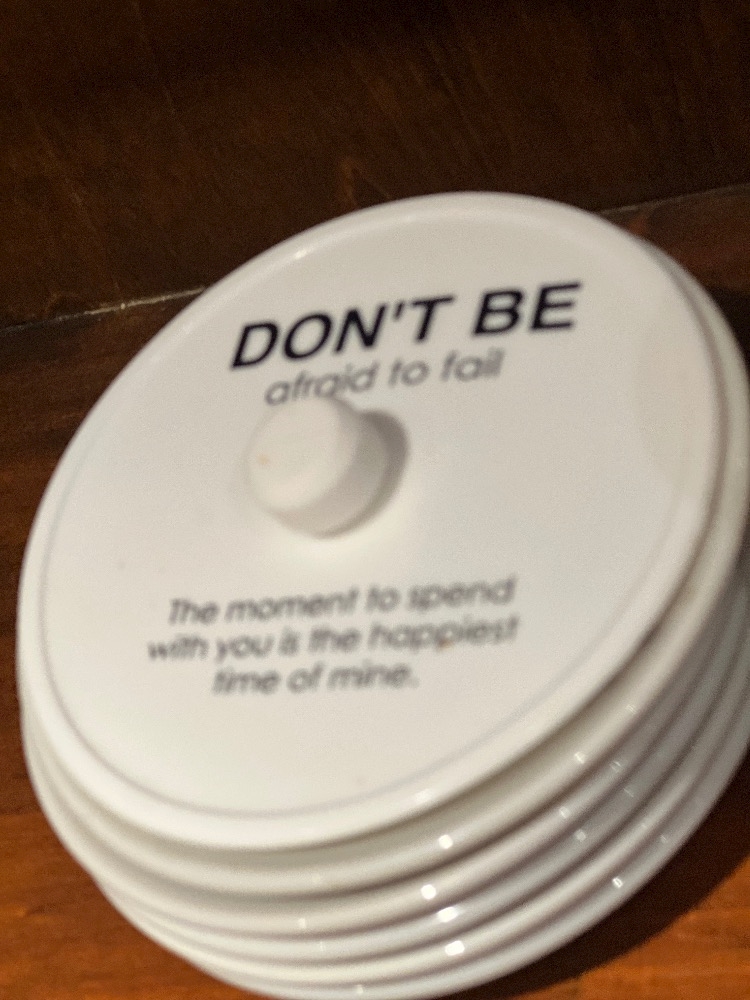 DON'T BE
afraid to fail
The moment to spend
with you is the happiest
time of mine.